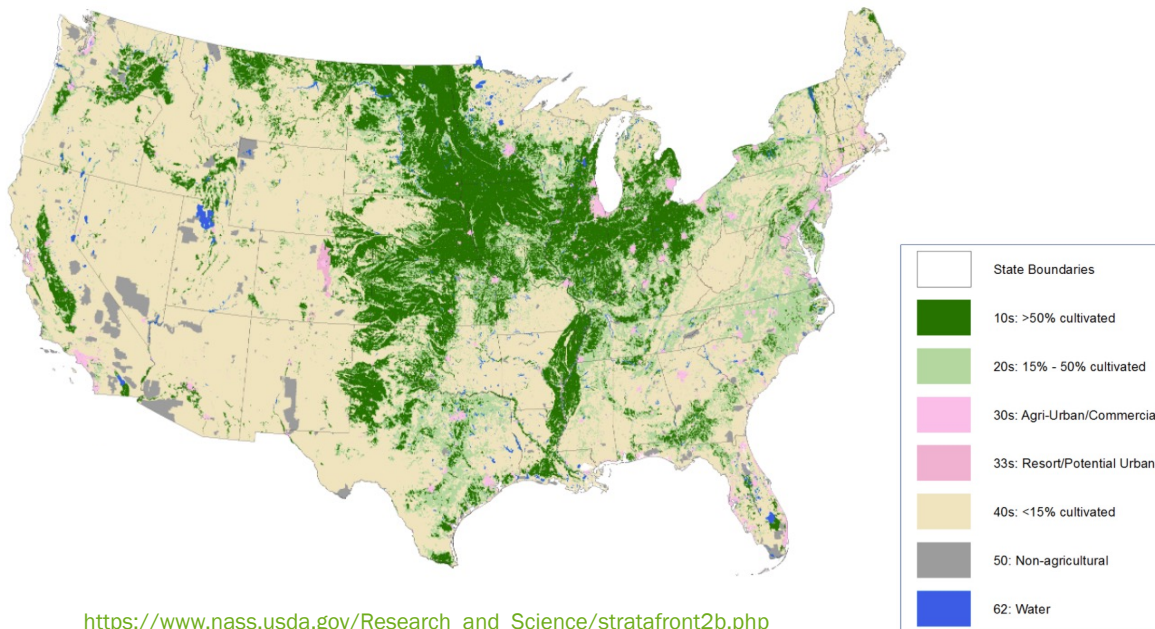 State Boundaries
10s: >50% cultivated
20s: 15% - 50% cultivated
30s: Agri-Urban/Commercia
33s: Resort/Potential Urban
40s: <15% cultivated
50: Non-agricultural
62: Water
https://www.nass.usda.gov/Research_and_Science/stratafront2b.php